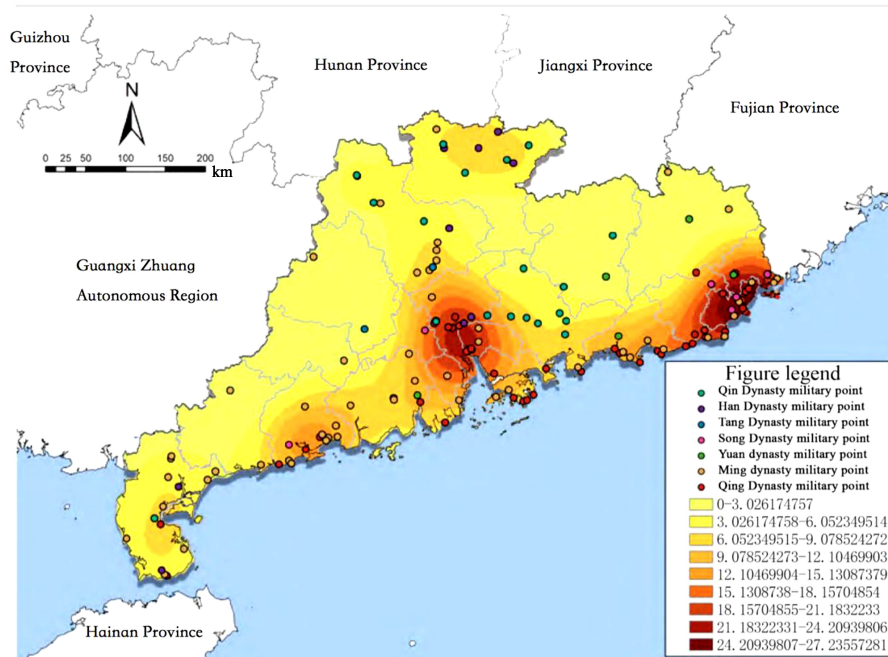 Guizhou
Province
Hunan Province
Jiangxi Province
Fujian Province
N
0 25 50 100 150 200
km
Guangxi Zhuang
Autonomous Region
Hainan Province
Figure legend
Qin Dynasty military point
Han Dynasty military point
Tang Dynasty military point
Song Dynasty military point
Yuan dynasty military point
Ming dynasty military point
Qing Dynasty military point
0-3.026174757
3.026174758-6.052349514
6.052349515-9.078524272
9.078524273-12.10469903
12.10469904-15.13087379
15.1308738-18.15704854
18.15704855-21.1832233
21.18322331-24.20939806
24.20939807-27.23557281